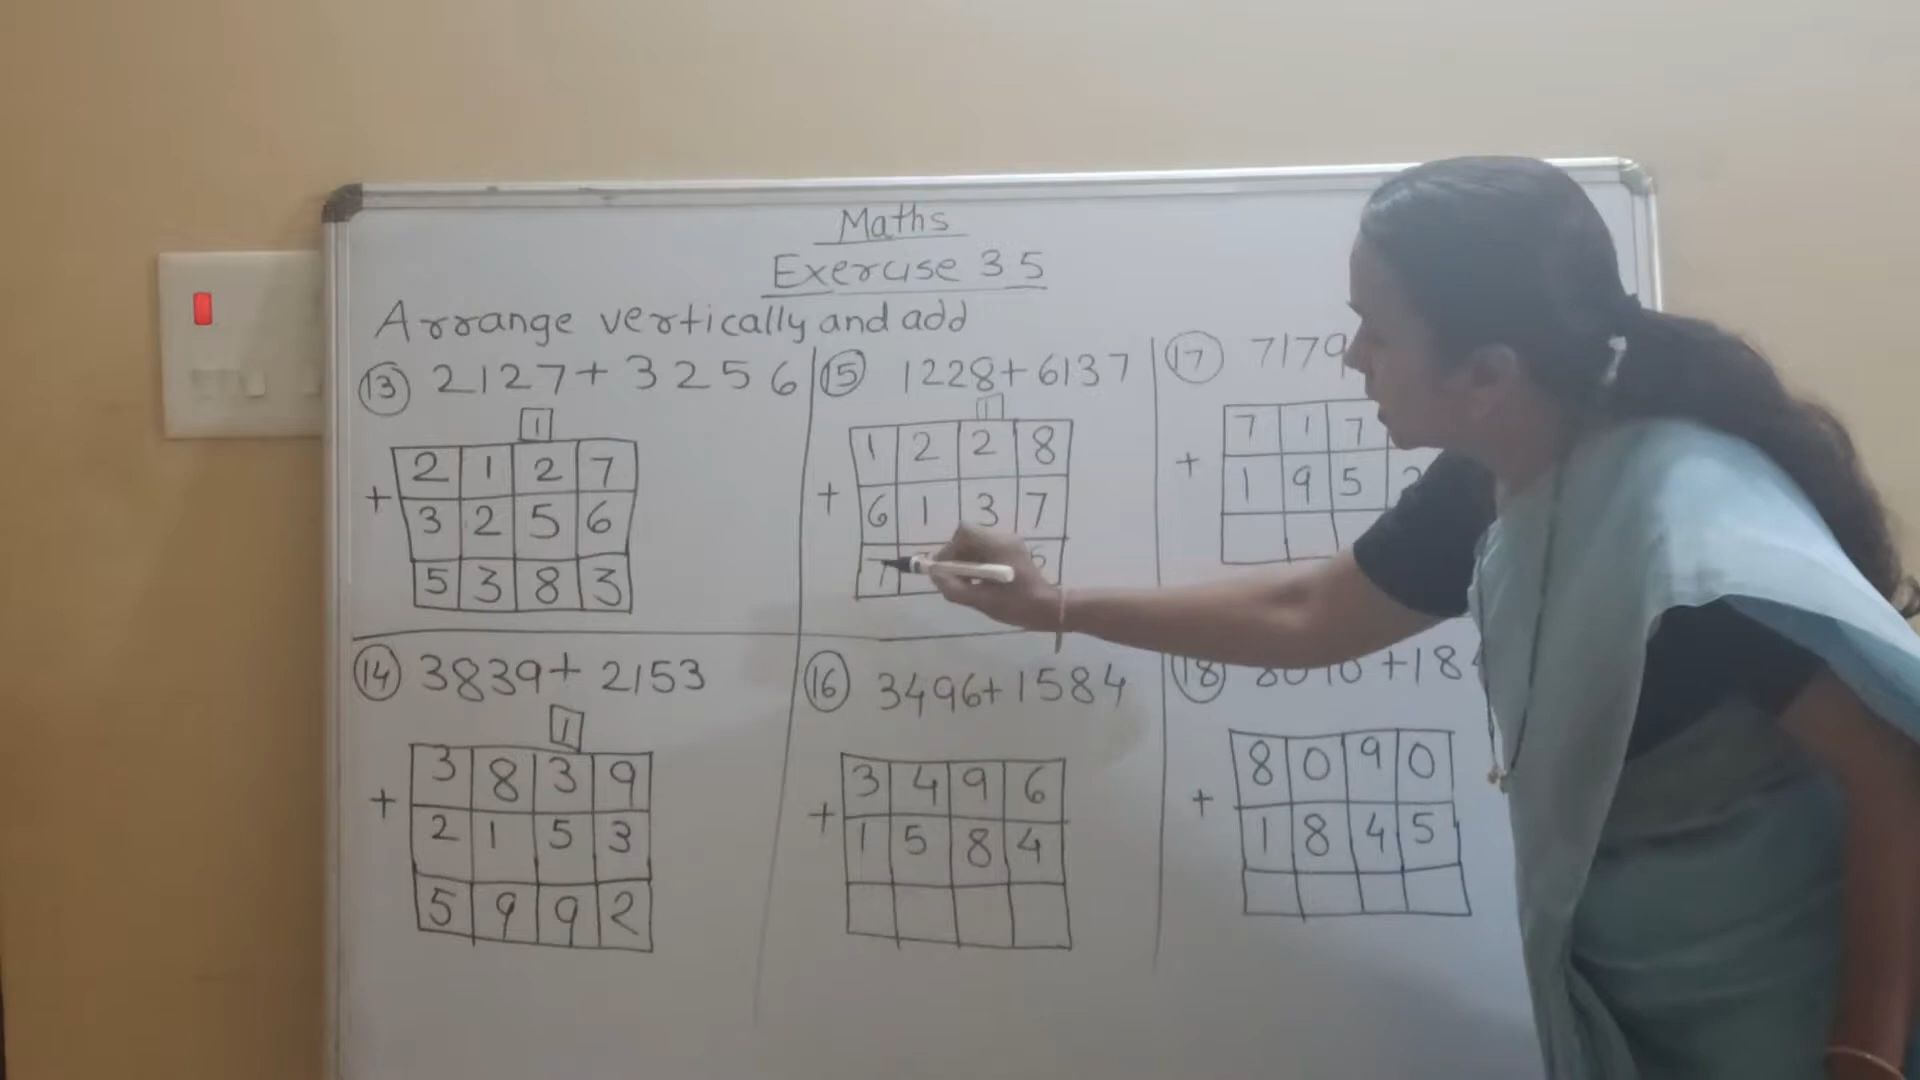 Maths
Exercise 3.5
Arrange vertically and add
13 2127 + 3256
1
2 1 2 7
+
3 2 5 6
5 3 8 3
14 3839 + 2153
1
3 8 3 9
+
2 1 5 3
5 9 9 2
15 1228 + 6137
1
1 2 2 8
+
6 1 3 7
7 5
16 3496 + 1584
3 4 9 6
+
1 5 8 4
17 7179
7 1 7
+
1 9 5
18 +18
8 0 9 0
+
1 8 4 5